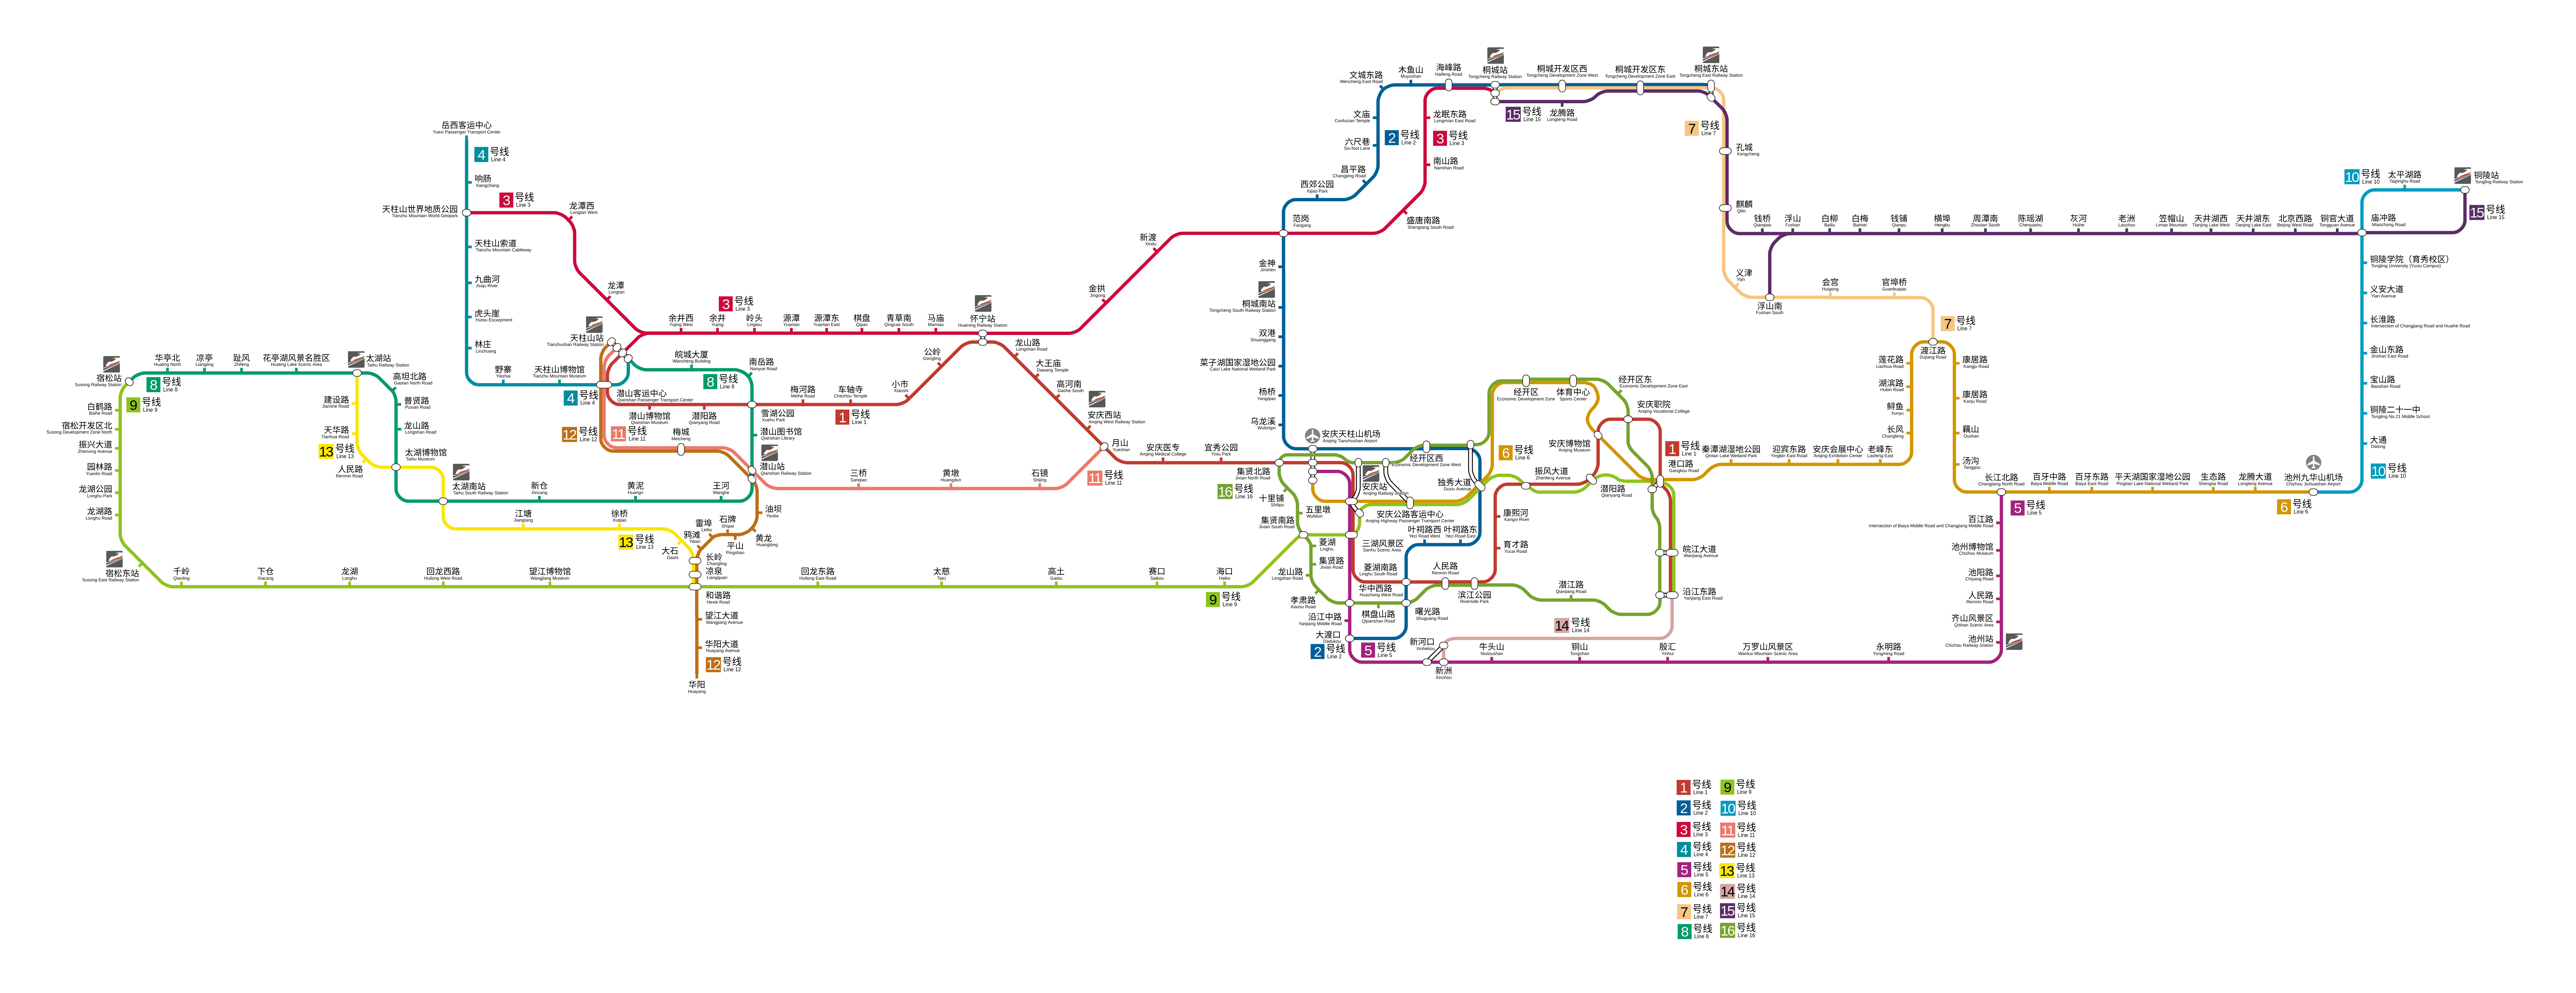 岳西客运中心
Yuexi Passenger Transport Center
4 号线
Line 4
响肠
Xiangchang
天柱山世界地质公园
Tianzhu Mountain World Geopark
3 号线
Line 3
龙潭西
Longtan West
天柱山索道
Tianzhu Mountain Cableway
九曲河
Jiuqu River
虎头崖
Hutou Escarpment
林庄
Linzhuang
野寨
Yezhai
天柱山博物馆
Tianzhu Mountain Museum
4 号线
Line 4
龙潭
Longtan
3 号线
Line 3
天柱山站
Tianzhushan Railway Station
余井西
Yujing West
余井
Yujing
岭头
Lingtou
源潭
Yuantan
源潭东
Yuantan East
棋盘
Qipan
青草南
Qingcao South
马庙
Mamiao
怀宁站
Huaining Railway Station
金拱
Jingong
新渡
Xindu
范岗
Fangang
盛唐南路
Shengtang South Road
南山路
Nanshan Road
3 号线
Line 3
龙眠东路
Longmian East Road
海峰路
Haifeng Road
桐城站
Tongcheng Railway Station
桐城开发区西
Tongcheng Development Zone West
桐城开发区东
Tongcheng Development Zone East
桐城东站
Tongcheng East Railway Station
木鱼山
Muyushan
文城东路
Wencheng East Road
文庙
Confucian Temple
六尺巷
Six-foot Lane
2 号线
Line 2
昌平路
Changping Road
西郊公园
Xijiao Park
金神
Jinshen
桐城南站
Tongcheng South Railway Station
双港
Shuanggang
菜子湖国家湿地公园
Caizi Lake National Wetland Park
杨桥
Yangqiao
乌龙溪
Wulongxi
安庆天柱山机场
Anqing Tianzhushan Airport
15 号线
Line 15
龙腾路
Longteng Road
7 号线
Line 7
孔城
Kongcheng
麒麟
Qilin
钱桥
Qianqiao
浮山
Fushan
白柳
Bailiu
白梅
Baimei
钱铺
Qianpu
横埠
Hengbu
周潭南
Zhoutan South
陈瑶湖
Chenyaohu
灰河
Huihe
老洲
Laozhou
笠帽山
Limao Mountain
天井湖西
Tianjing Lake West
天井湖东
Tianjing Lake East
北京西路
Beijing West Road
铜官大道
Tongguan Avenue
庙冲路
Miaochong Road
10 号线
Line 10
太平湖路
Taipinghu Road
铜陵站
Tongling Railway Station
15 号线
Line 15
铜陵学院（育秀校区）
Tongling University (Yuxiu Campus)
义安大道
Yian Avenue
长淮路
Intersection of Changjiang Road and Huaihe Road
金山东路
Jinshan East Road
宝山路
Baoshan Road
铜陵二十一中
Tongling No.21 Middle School
大通
Datong
10 号线
Line 10
义津
Yijin
浮山南
Fushan South
会宫
Huigong
官埠桥
Guanbuqiao
7 号线
Line 7
渡江路
Dujiang Road
莲花路
Lianhua Road
湖滨路
Hubin Road
鲟鱼
Xunyu
长风
Changfeng
康居路
Kangju Road
康居路
Kanju Road
藕山
Oushan
汤沟
Tanggou
长江北路
Changjiang North Road
百牙中路
Baiya Middle Road
百牙东路
Baiya East Road
平天湖国家湿地公园
Pingtian Lake National Wetland Park
生态路
Shengtai Road
龙腾大道
Longteng Avenue
池州九华山机场
Chizhou Jiuhuashan Airport
6 号线
Line 6
5 号线
Line 5
百江路
Intersection of Baiya Middle Road and Changjiang Middle Road
池州博物馆
Chizhou Museum
池阳路
Chiyang Road
人民路
Renmin Road
齐山风景区
Qishan Scenic Area
池州站
Chizhou Railway Station
永明路
Yongming Road
万罗山风景区
Wanluo Mountain Scenic Area
殷汇
Yinhui
铜山
Tongshan
牛头山
Niutoushan
新洲
Xinzhou
新河口
Xinhekou
14 号线
Line 14
5 号线
Line 5
2 号线
Line 2
大渡口
Dadukou
沿江中路
Yanjiang Middle Road
孝肃路
Xiaosu Road
华中西路
Huazhong West Road
棋盘山路
Qipanshan Road
曙光路
Shuguang Road
滨江公园
Riverside Park
人民路
Renmin Road
菱湖南路
Linghu South Road
潜江路
Qianjiang Road
沿江东路
Yanjiang East Road
皖江大道
Wanjiang Avenue
育才路
Yucai Road
康熙河
Kangxi River
叶祠路西
Yeci Road West
叶祠路东
Yeci Road East
三湖风景区
Sanhu Scenic Area
安庆公路客运中心
Anqing Highway Passenger Transport Center
安庆站
Anqing Railway Station
经开区西
Economic Development Zone West
独秀大道
Duxiu Avenue
6 号线
Line 6
经开区
Economic Development Zone
体育中心
Sports Center
经开区东
Economic Development Zone East
安庆职院
Anqing Vocational College
安庆博物馆
Anqing Museum
振风大道
Zhenfeng Avenue
潜阳路
Qianyang Road
1 号线
Line 1
港口路
Gangkou Road
秦潭湖湿地公园
Qintan Lake Wetland Park
迎宾东路
Yingbin East Road
安庆会展中心
Anqing Exhibition Center
老峰东
Laofeng East
集贤北路
Jixian North Road
16 号线
Line 16
十里铺
Shilipu
五里墩
Wulidun
集贤南路
Jixian South Road
菱湖
Linghu
集贤路
Jixian Road
龙山路
Longshan Road
宜秀公园
Yixiu Park
安庆医专
Anqing Medical College
月山
Yueshan
11 号线
Line 11
安庆西站
Anqing West Railway Station
高河南
Gaohe South
大王庙
Dawang Temple
龙山路
Longshan Road
公岭
Gongling
小市
Xiaoshi
车轴寺
Chezhou Temple
1 号线
Line 1
梅河路
Meihe Road
雪湖公园
Xuehu Park
南岳路
Nanyue Road
皖城大厦
Wancheng Building
8 号线
Line 8
潜山客运中心
Qianshan Passenger Transport Center
潜山博物馆
Qianshan Museum
潜阳路
Qianyang Road
梅城
Meicheng
12 号线
Line 12
11 号线
Line 11
潜山图书馆
Qianshan Library
潜山站
Qianshan Railway Station
三桥
Sanqiao
黄墩
Huangdun
石镜
Shijing
油坝
Youba
黄龙
Huanglong
平山
Pingshan
石牌
Shipai
雷埠
Leibu
鸦滩
Yatan
大石
Dashi
长岭
Changling
凉泉
Liangquan
和谐路
Hexie Road
望江大道
Wangjiang Avenue
华阳大道
Huayang Avenue
12 号线
Line 12
华阳
Huayang
回龙东路
Huilong East Road
太慈
Taici
高土
Gaotu
赛口
Saikou
海口
Haiko
9 号线
Line 9
望江博物馆
Wangjiang Museum
回龙西路
Huilong West Road
龙湖
Longhu
下仓
Xiacang
千岭
Qianling
宿松东站
Susong East Railway Station
龙湖路
Longhu Road
龙湖公园
Longhu Park
园林路
Yuanlin Road
振兴大道
Zhenxing Avenue
宿松开发区北
Susong Development Zone North
白鹤路
Baihe Road
9 号线
Line 9
宿松站
Susong Railway Station
8 号线
Line 8
华亭北
Huating North
凉亭
Liangting
趾风
Zhifeng
花亭湖风景名胜区
Huating Lake Scenic Area
太湖站
Taihu Railway Station
高坦北路
Gaotan North Road
普贤路
Puxian Road
龙山路
Longshan Road
太湖博物馆
Taihu Museum
建设路
Jianshe Road
天华路
Tianhua Road
13 号线
Line 13
人民路
Renmin Road
太湖南站
Taihu South Railway Station
新仓
Xincang
黄泥
Huangn
王河
Wanghe
江塘
Jiangtang
徐桥
Xuqiao
13 号线
Line 13
1 号线
Line 1
2 号线
Line 2
3 号线
Line 3
4 号线
Line 4
5 号线
Line 5
6 号线
Line 6
7 号线
Line 7
8 号线
Line 8
9 号线
Line 9
10 号线
Line 10
11 号线
Line 11
12 号线
Line 12
13 号线
Line 13
14 号线
Line 14
15 号线
Line 15
16 号线
Line 16